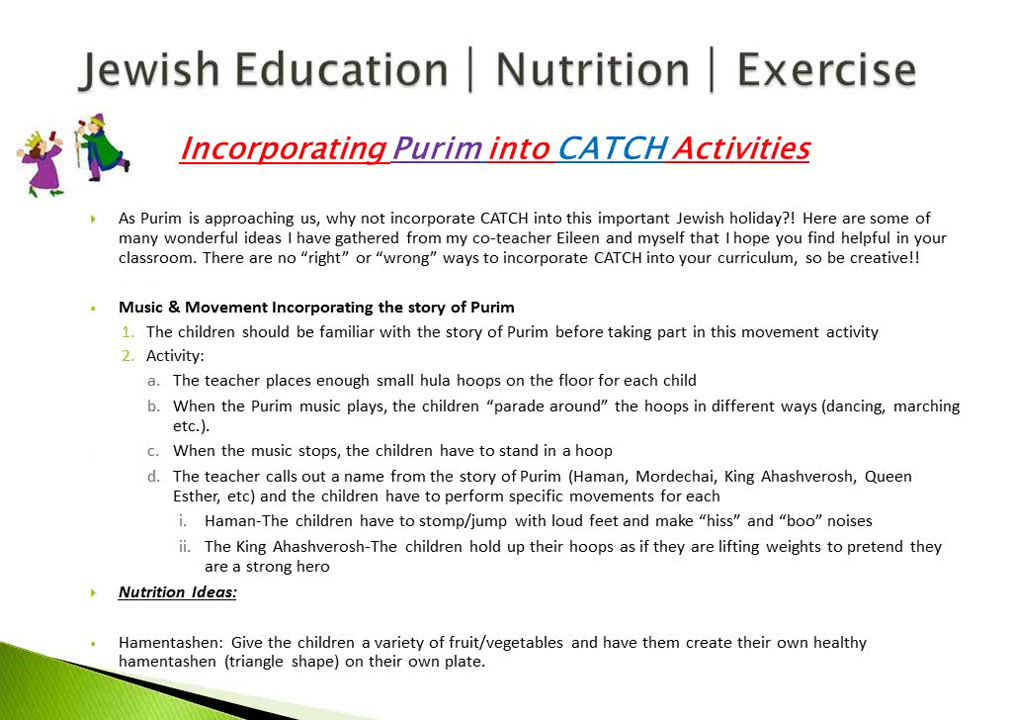 Jewish Education | Nutrition | Exercise
Incorporating Purim into CATCH Activities
As Purim is approaching us, why not incorporate CATCH into this important Jewish holiday?! Here are some of
many wonderful ideas I have gathered from my co-teacher Eileen and myself that I hope you find helpful in your
classroom. There are no “right” or “wrong” ways to incorporate CATCH into your curriculum, so be creative!!
Music & Movement Incorporating the story of Purim
1. The children should be familiar with the story of Purim before taking part in this movement activity
2. Activity:
a. The teacher places enough small hula hoops on the floor for each child
b. When the Purim music plays, the children “parade around” the hoops in different ways (dancing, marching
etc.).
c. When the music stops, the children have to stand in a hoop
d. The teacher calls out a name from the story of Purim (Haman, Mordechai, King Ahashverosh, Queen
Esther, etc) and the children have to perform specific movements for each
i. Haman-The children have to stomp/jump with loud feet and make “hiss” and “boo” noises
ii. The King Ahashverosh-The children hold up their hoops as if they are lifting weights to pretend they
are a strong hero
Nutrition Ideas:
Hamentashen: Give the children a variety of fruit/vegetables and have them create their own healthy
hamentashen (triangle shape) on their own plate.